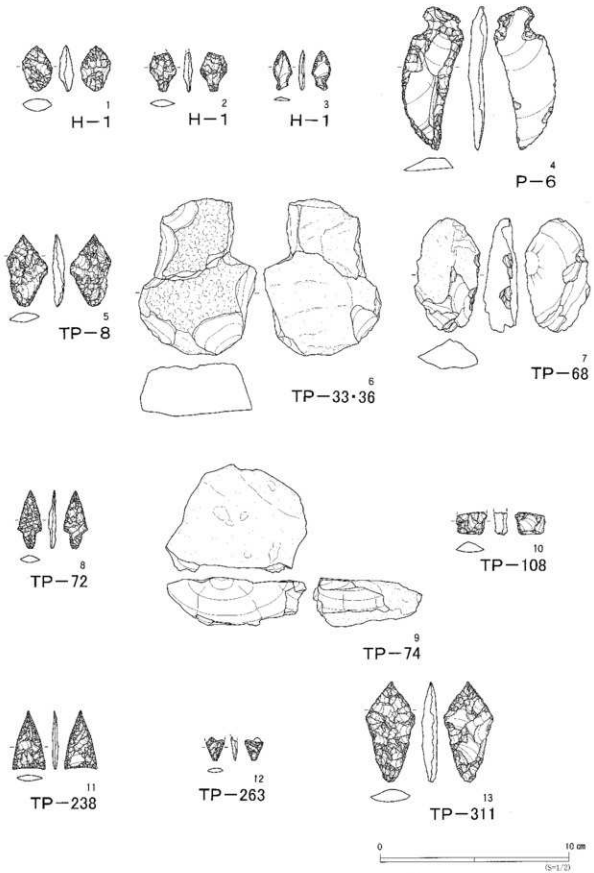 1
H-1
2
H-1
3
H-1
4
P-6
5
TP-8
6
TP-33・36
7
TP-68
8
TP-72
9
TP-74
10
TP-108
11
TP-238
12
TP-263
13
TP-311
0 10 cm
(S=1/2)